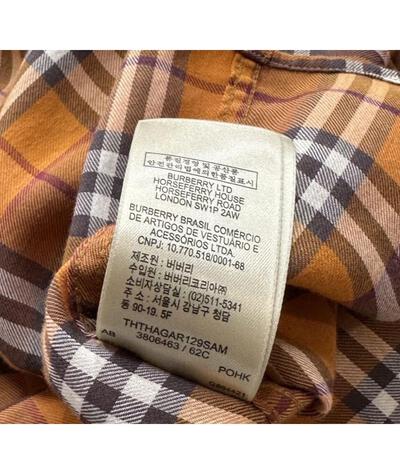 품질경영 및 공산품
안전관리법에의한품질표시
BURBERRY LTD
HORSEFERRY HOUSE
HORSEFERRY ROAD
LONDON SW1P 2AW
BURBERRY BRASIL COMÉRCIO
DE ARTIGOS DE VESTUÁRIO E
ACESSÓRIOS LTDA.
CNPJ: 10.770.518/0001-68
제조원 : 버버리
수입원 : 버버리코리아㈜
소비자상담실 : (02)511-5341
주소 : 서울시 강남구 청담
동 90-19. 5F
THTHAGAR129SAM
AB 3806463 / 62C
POHK